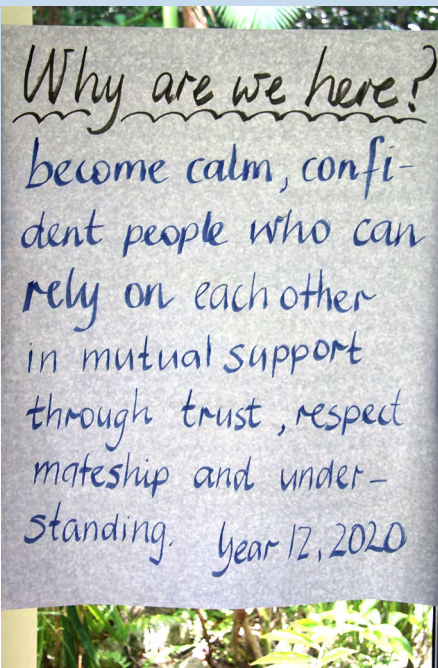 Why are we here?
become calm, confi-
dent people who can
rely on each other
in mutual support
through trust, respect
mateship and under-
standing. Year 12, 2020